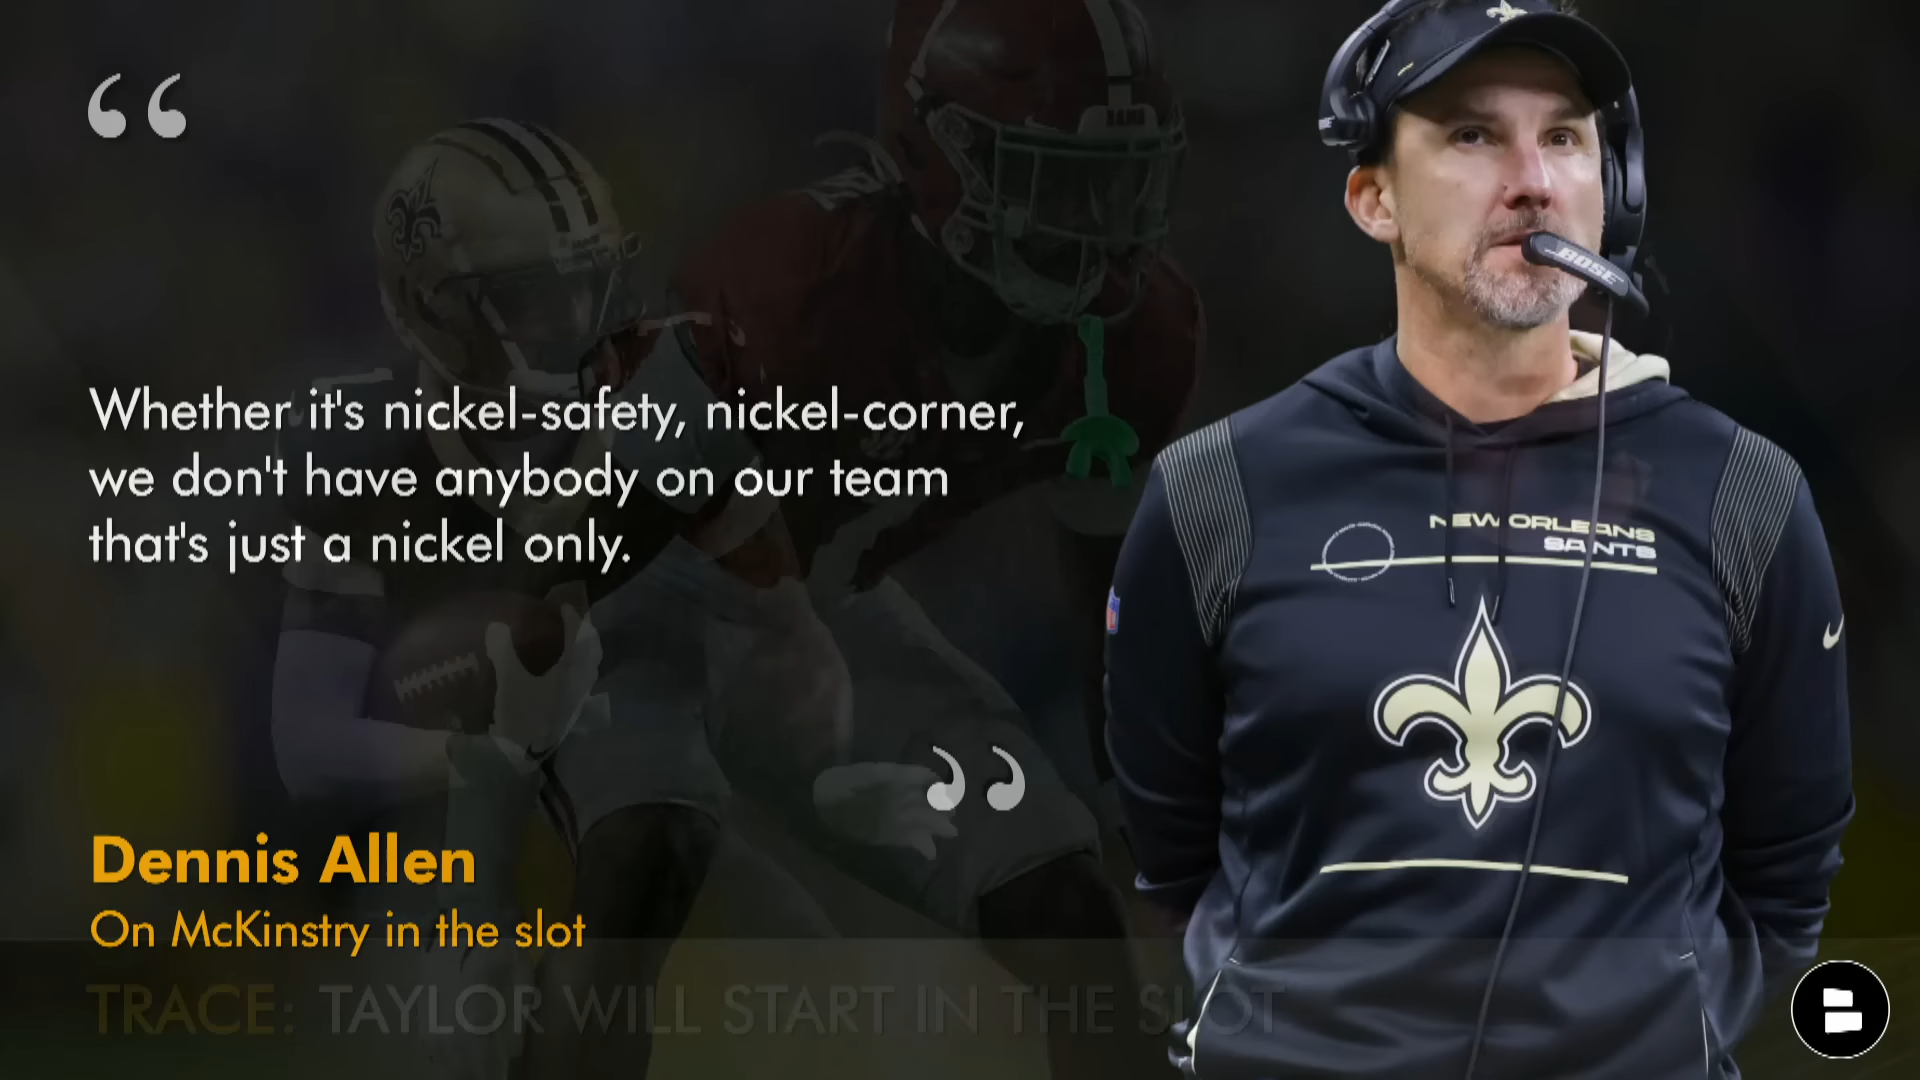 “
Whether it's nickel-safety, nickel-corner,
we don't have anybody on our team
that's just a nickel only.
”
Dennis Allen
On McKinstry in the slot
TRACE: TAYLOR WILL START IN THE SLOT
BAMA
BOSE
NEW ORLEANS
SAINTS